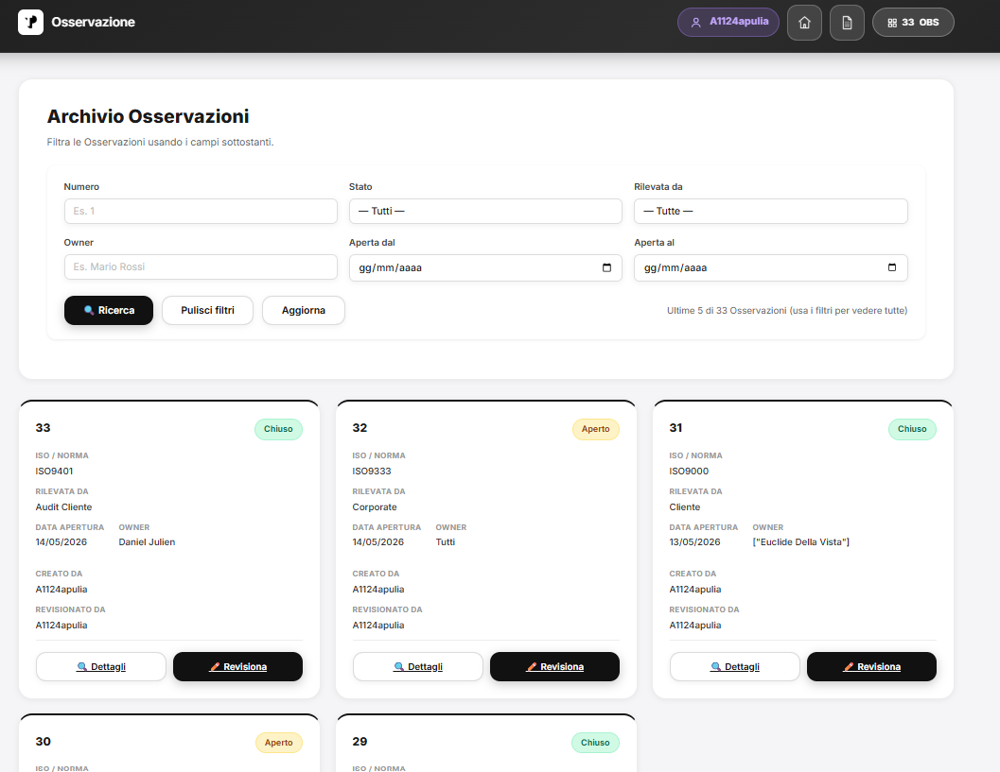 Osservazione
A1124apulia
33 OBS
Archivio Osservazioni
Filtra le Osservazioni usando i campi sottostanti.
Numero
Stato
Rilevata da
Es. 1
— Tutti —
— Tutte —
Owner
Aperta dal
Aperta al
Es. Mario Rossi
gg/mm/aaaa
gg/mm/aaaa
Ricerca
Pulisci filtri
Aggiorna
Ultime 5 di 33 Osservazioni (usa i filtri per vedere tutte)
33
Chiuso
ISO / NORMA
ISO9401
RILEVATA DA
Audit Cliente
DATA APERTURA OWNER
14/05/2026 Daniel Julien
CREATO DA
A1124apulia
REVISIONATO DA
A1124apulia
Dettagli
Revisiona
32
Aperto
ISO / NORMA
ISO9333
RILEVATA DA
Corporate
DATA APERTURA OWNER
14/05/2026 Tutti
CREATO DA
A1124apulia
REVISIONATO DA
A1124apulia
Dettagli
Revisiona
31
Chiuso
ISO / NORMA
ISO9000
RILEVATA DA
Cliente
DATA APERTURA OWNER
13/05/2026 ["Euclide Della Vista"]
CREATO DA
A1124apulia
REVISIONATO DA
A1124apulia
Dettagli
Revisiona
30
Aperto
ISO / NORMA
29
Chiuso
ISO / NORMA